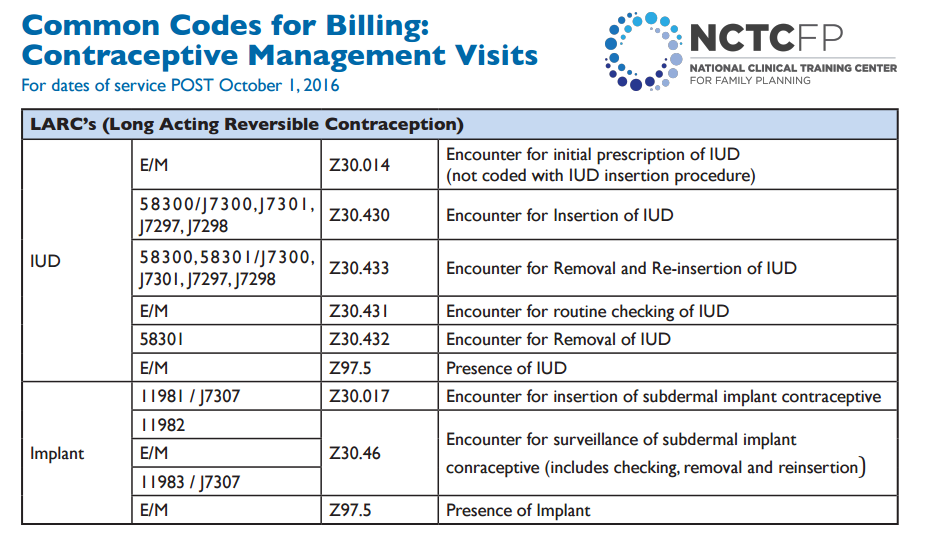 Common Codes for Billing:
Contraceptive Management Visits
For dates of service POST October 1, 2016
NCTCFP
NATIONAL CLINICAL TRAINING CENTER
FOR FAMILY PLANNING
LARC's (Long Acting Reversible Contraception)
IUD
E/M Z30.014 Encounter for initial prescription of IUD
(not coded with IUD insertion procedure)
58300/J7300, J7301,
J7297, J7298
Z30.430 Encounter for Insertion of IUD
58300, 58301/J7300,
J7301, J7297, J7298
Z30.433 Encounter for Removal and Re-insertion of IUD
E/M Z30.431 Encounter for routine checking of IUD
58301 Z30.432 Encounter for Removal of IUD
E/M Z97.5 Presence of IUD
Implant
11981 / J7307 Z30.017 Encounter for insertion of subdermal implant contraceptive
11982
E/M
11983 / J7307
Z30.46 Encounter for surveillance of subdermal implant
conraceptive (includes checking, removal and reinsertion)
E/M Z97.5 Presence of Implant